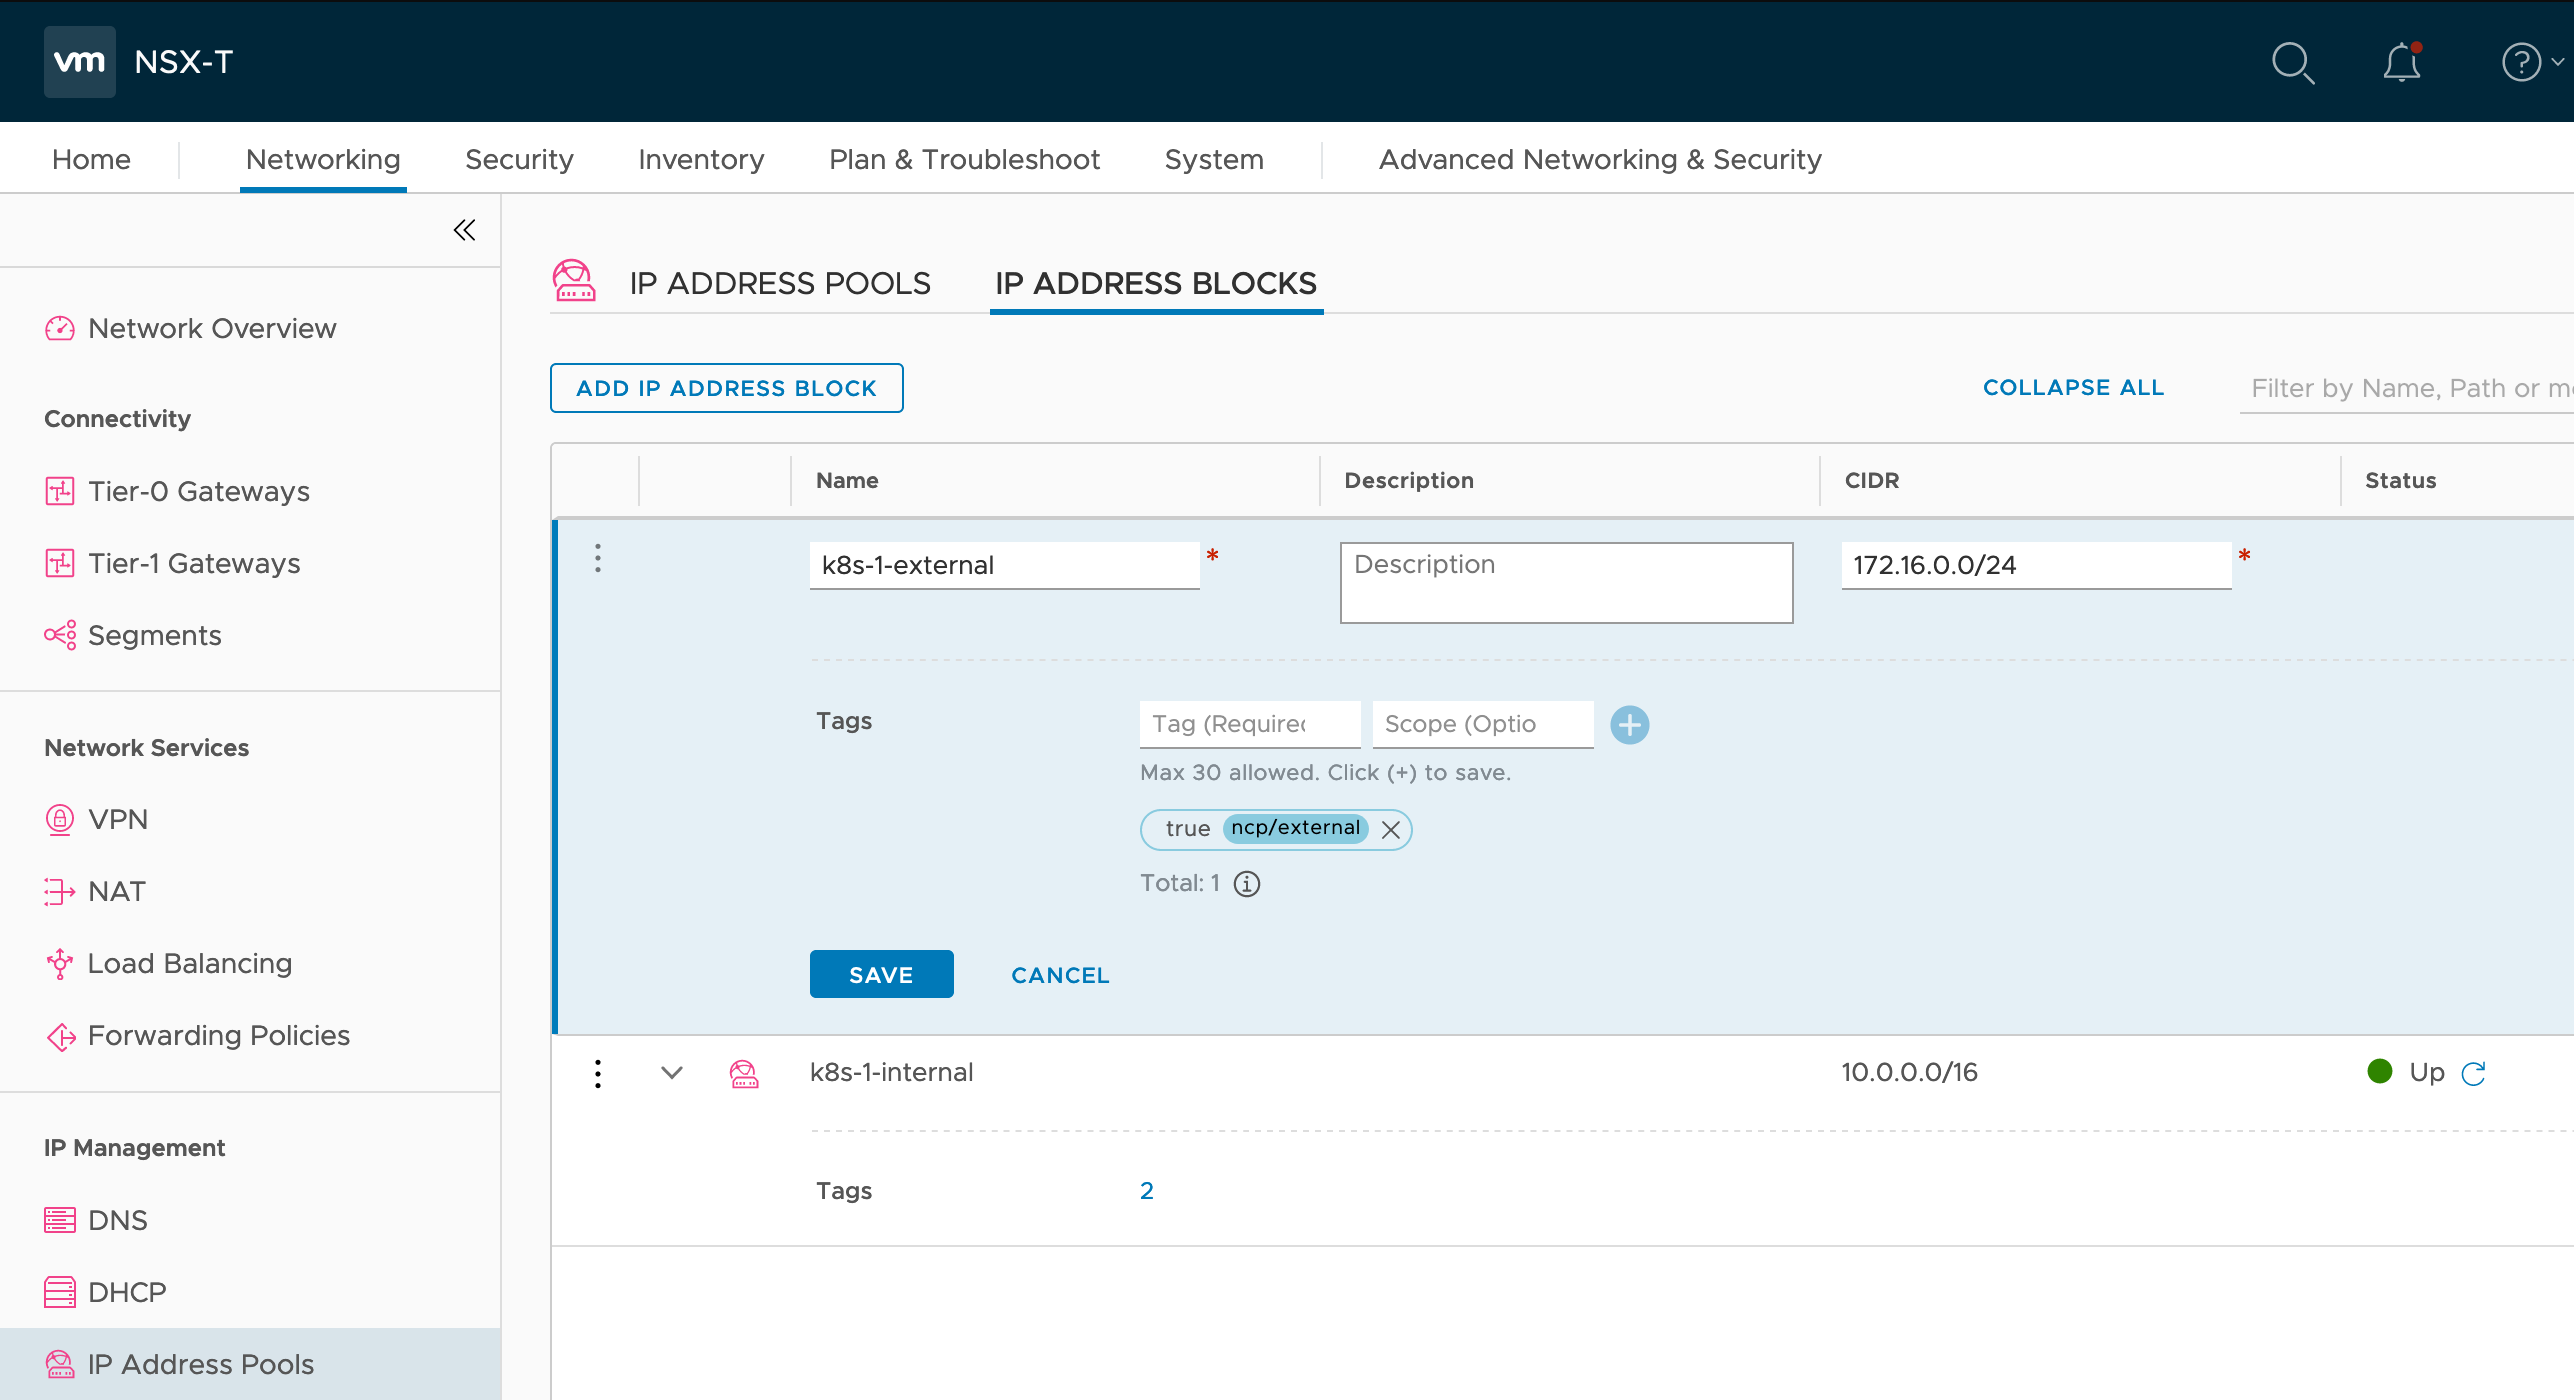 vm NSX-T
Home Networking Security Inventory Plan & Troubleshoot System Advanced Networking & Security
Network Overview
Connectivity
Tier-0 Gateways
Tier-1 Gateways
Segments
Network Services
VPN
NAT
Load Balancing
Forwarding Policies
IP Management
DNS
DHCP
IP Address Pools
IP ADDRESS POOLS IP ADDRESS BLOCKS
ADD IP ADDRESS BLOCK COLLAPSE ALL Filter by Name, Path or
Name Description CIDR Status
k8s-1-external * Description 172.16.0.0/24 *
Tags Tag (Required Scope (Optio
Max 30 allowed. Click (+) to save.
true ncp/external
Total: 1
SAVE CANCEL
k8s-1-internal 10.0.0.0/16 Up
Tags 2